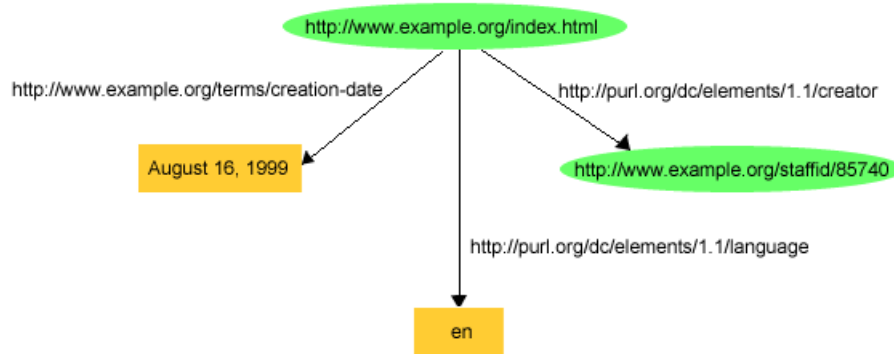 http://www.example.org/index.html
http://www.example.org/terms/creation-date
http://purl.org/dc/elements/1.1/creator
August 16, 1999
http://www.example.org/staffid/85740
http://purl.org/dc/elements/1.1/language
en